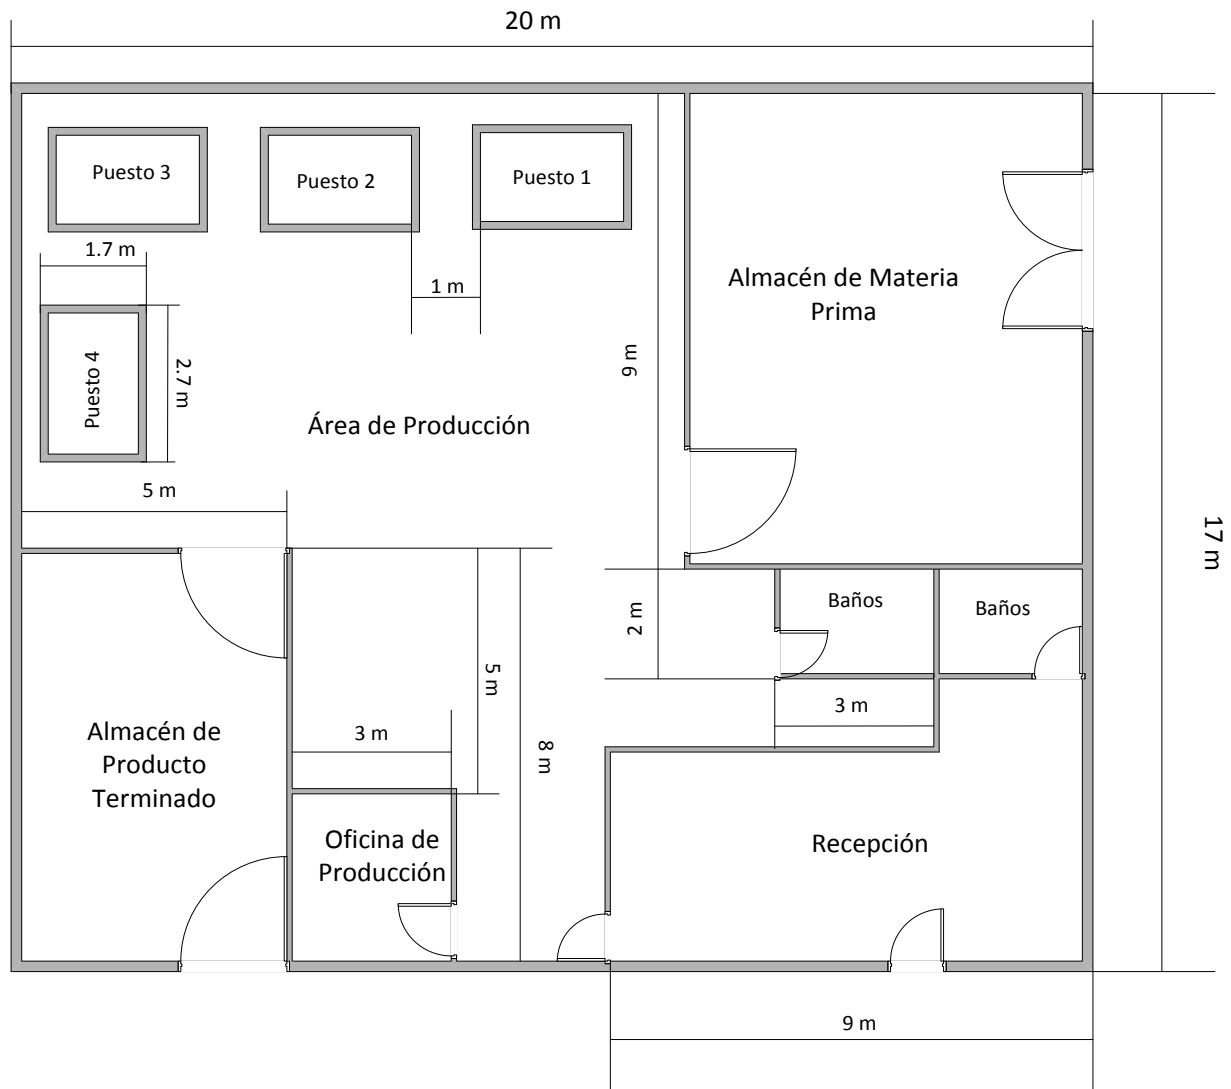 20 m
Puesto 3
Puesto 2
Puesto 1
1.7 m
1 m
Almacén de Materia
Prima
Puesto 4
2.7 m
9 m
Área de Producción
5 m
17 m
2 m
Baños
Baños
5 m
3 m
3 m
8 m
Almacén de
Producto
Terminado
Oficina de
Producción
Recepción
9 m